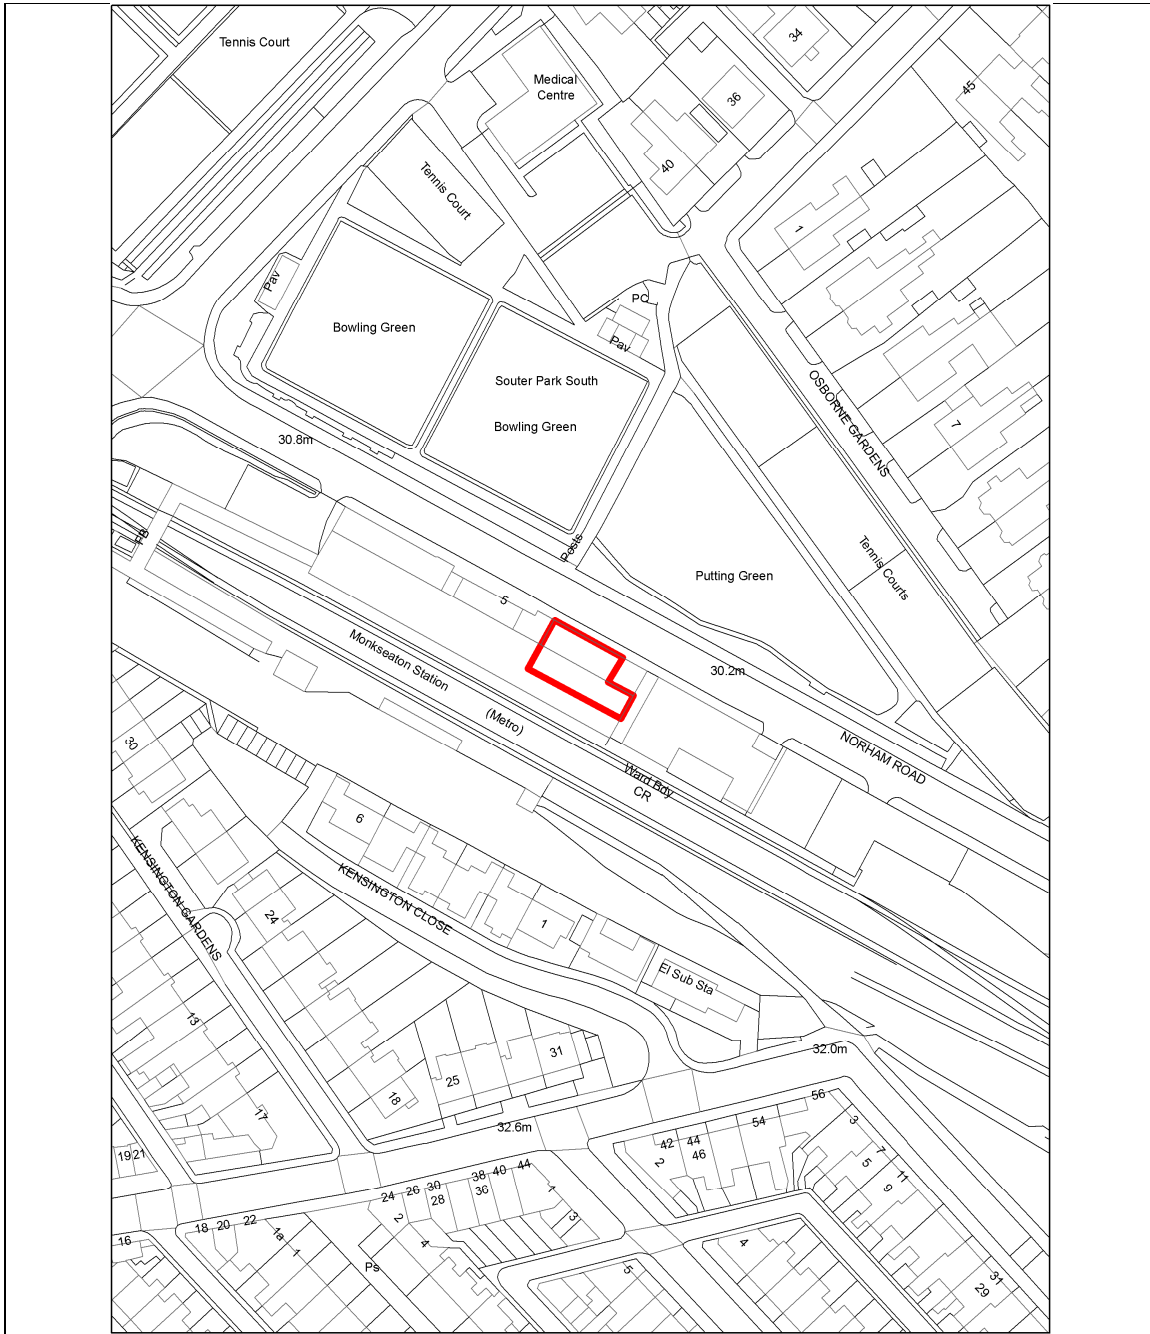 Tennis Court
34
Medical
Centre
36
45
40
Tennis Court
1
Pav
PC
Bowling Green
Pav
Souter Park South
Bowling Green
OSBORNE GARDENS
7
30.8m
FB
Posts
Tennis Courts
Putting Green
5
Monkseaton Station
(Metro)
30.2m
NORHAM ROAD
30
Ward Bdy
CR
6
KENSINGTON GARDENS
KENSINGTON CLOSE
24
1
El Sub Sta
13
31
32.0m
25
18
17
32.6m
56
54
3
42
44
46
2
7
5
11
9
19
21
24
26
30
28
38
36
40
44
1
3
2
4
18
20
22
1a
1
16
Ps
4
5
31
29